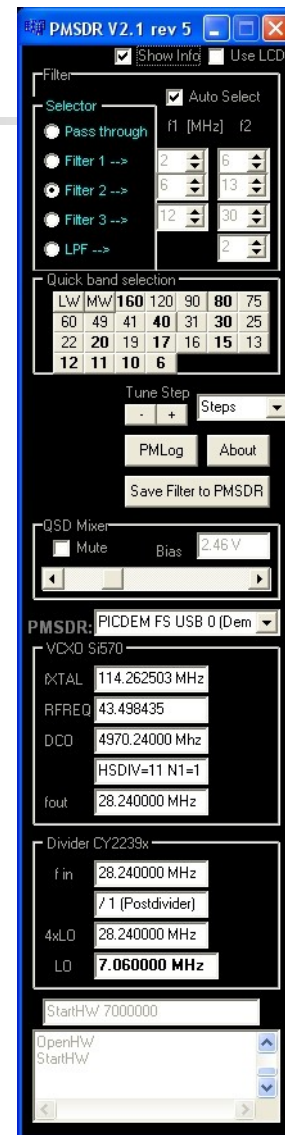 PMSDR V2.1 rev 5
Show Info Use LCD
Filter
Selector Auto Select
Pass through f1 [MHz] f2
Filter 1 --> 2 6
Filter 2 --> 6 13
Filter 3 --> 12 30
LPF --> 2
Quick band selection
LW MW 160 120 90 80 75
60 49 41 40 31 30 25
22 20 19 17 16 15 13
12 11 10 6
Tune Step
- + Steps
PMLog About
Save Filter to PMSDR
QSD Mixer
Mute Bias 2.46 V
PMSDR: PICDEM FS USB 0 (Dem
VCXO Si570
fXTAL 114.262503 MHz
RFREQ 43.498435
DCO 4970.24000 Mhz
HSDIV=11 N1=1
fout 28.240000 MHz
Divider CY2239x
f in 28.240000 MHz
/ 1 (Postdivider)
4xLO 28.240000 MHz
LO 7.060000 MHz
StartHW 7000000
OpenHW
StartHW